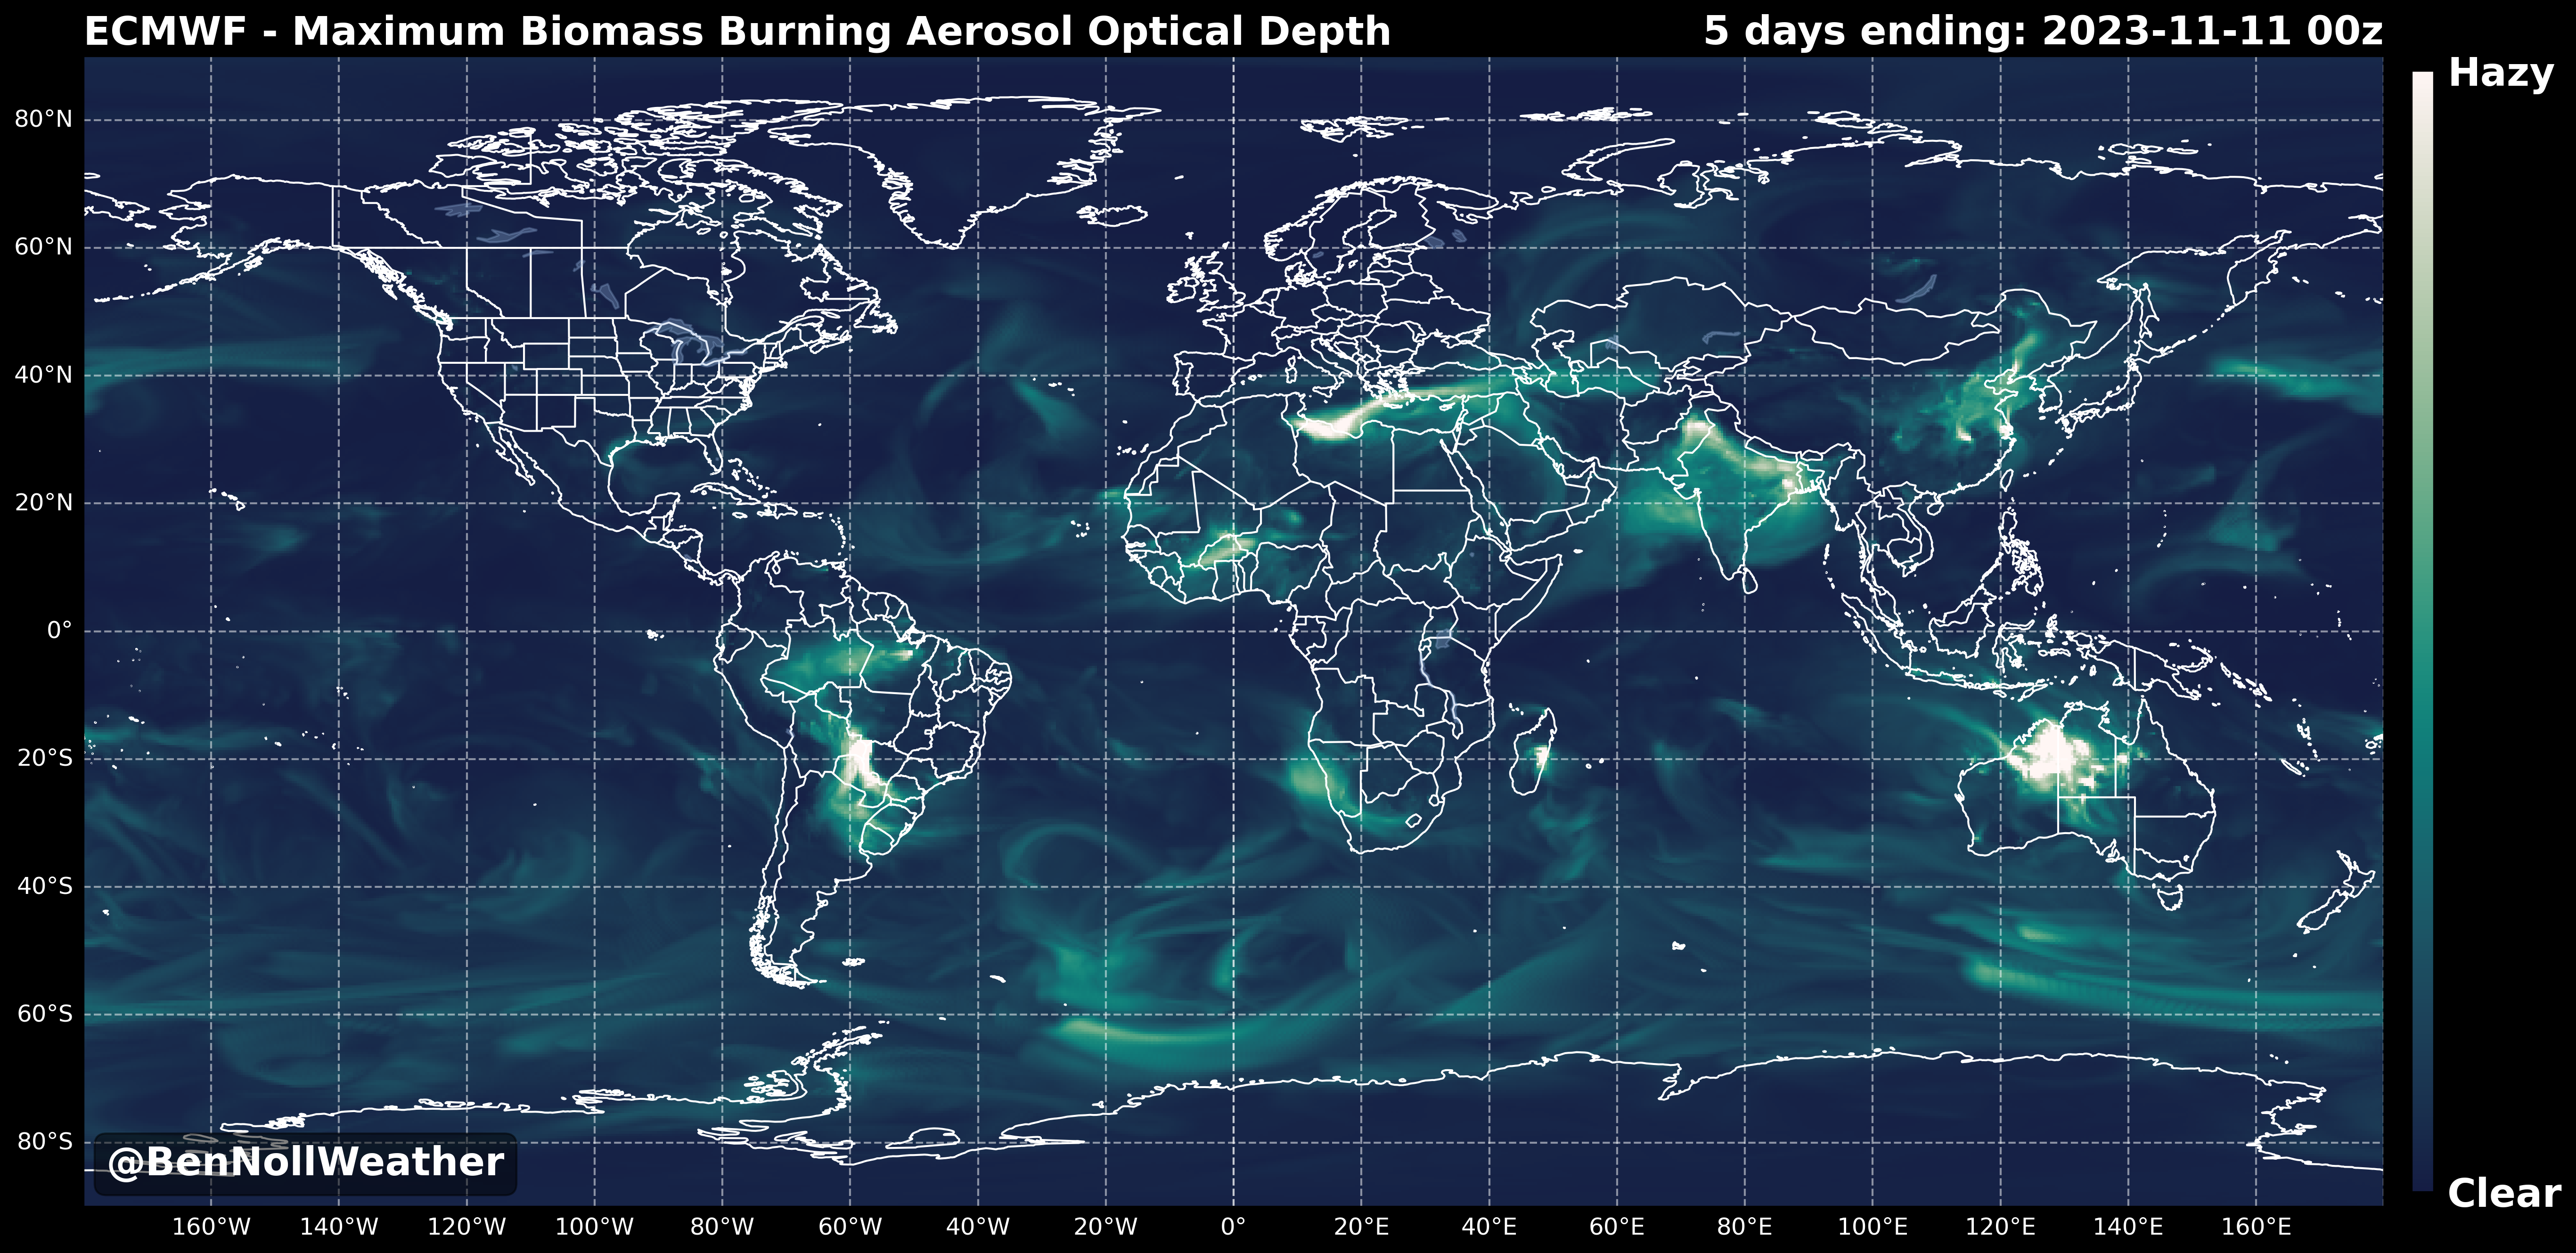 ECMWF - Maximum Biomass Burning Aerosol Optical Depth
5 days ending: 2023-11-11 00z
Hazy
80°N
60°N
40°N
20°N
0°
20°S
40°S
60°S
80°S
@BenNollWeather
Clear
160°W 140°W 120°W 100°W 80°W 60°W 40°W 20°W 0° 20°E 40°E 60°E 80°E 100°E 120°E 140°E 160°E